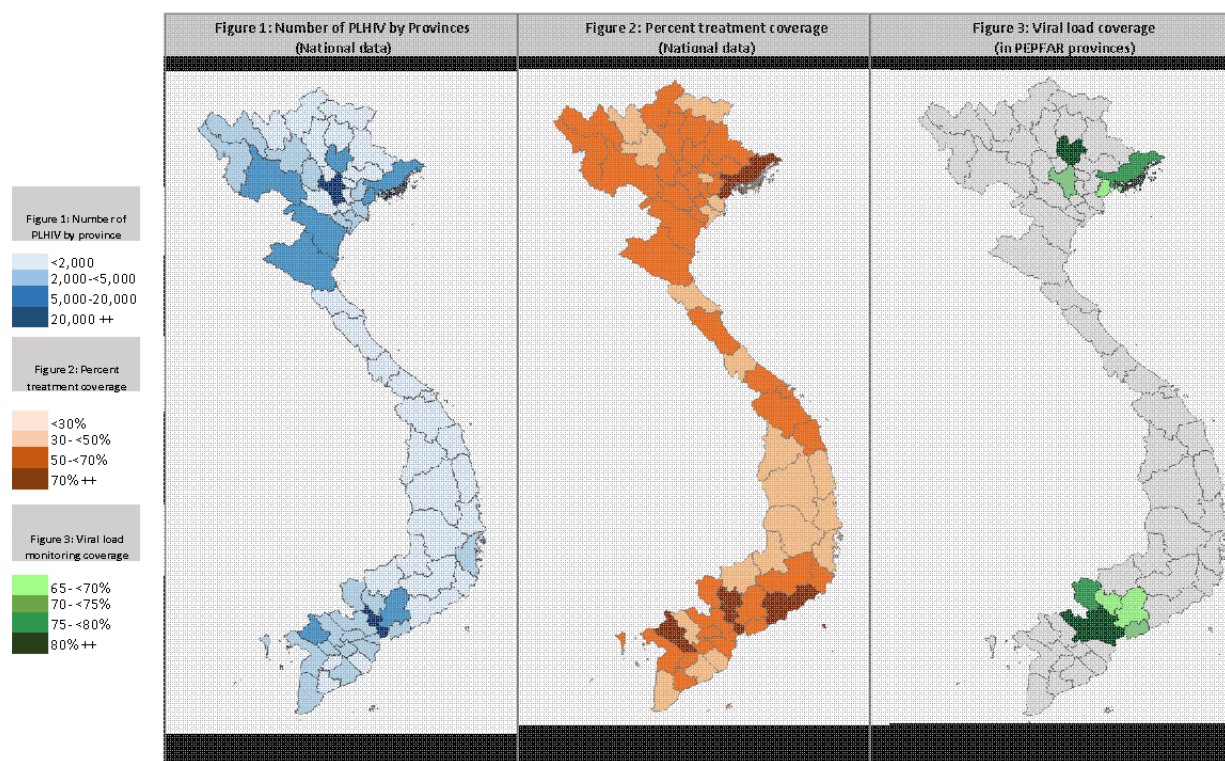 Figure 1: Number of PLHIV by Provinces
(National data)
Figure 2: Percent treatment coverage
(National data)
Figure 3: Viral load coverage
(in PEPFAR provinces)
Figure 1: Number of
PLHIV by province
<2,000
2,000-<5,000
5,000-20,000
20,000 ++
Figure 2: Percent
treatment coverage
<30%
30-<50%
50-<70%
70% ++
Figure 3: Viral load
monitoring coverage
65-<70%
70-<75%
75-<80%
80% ++